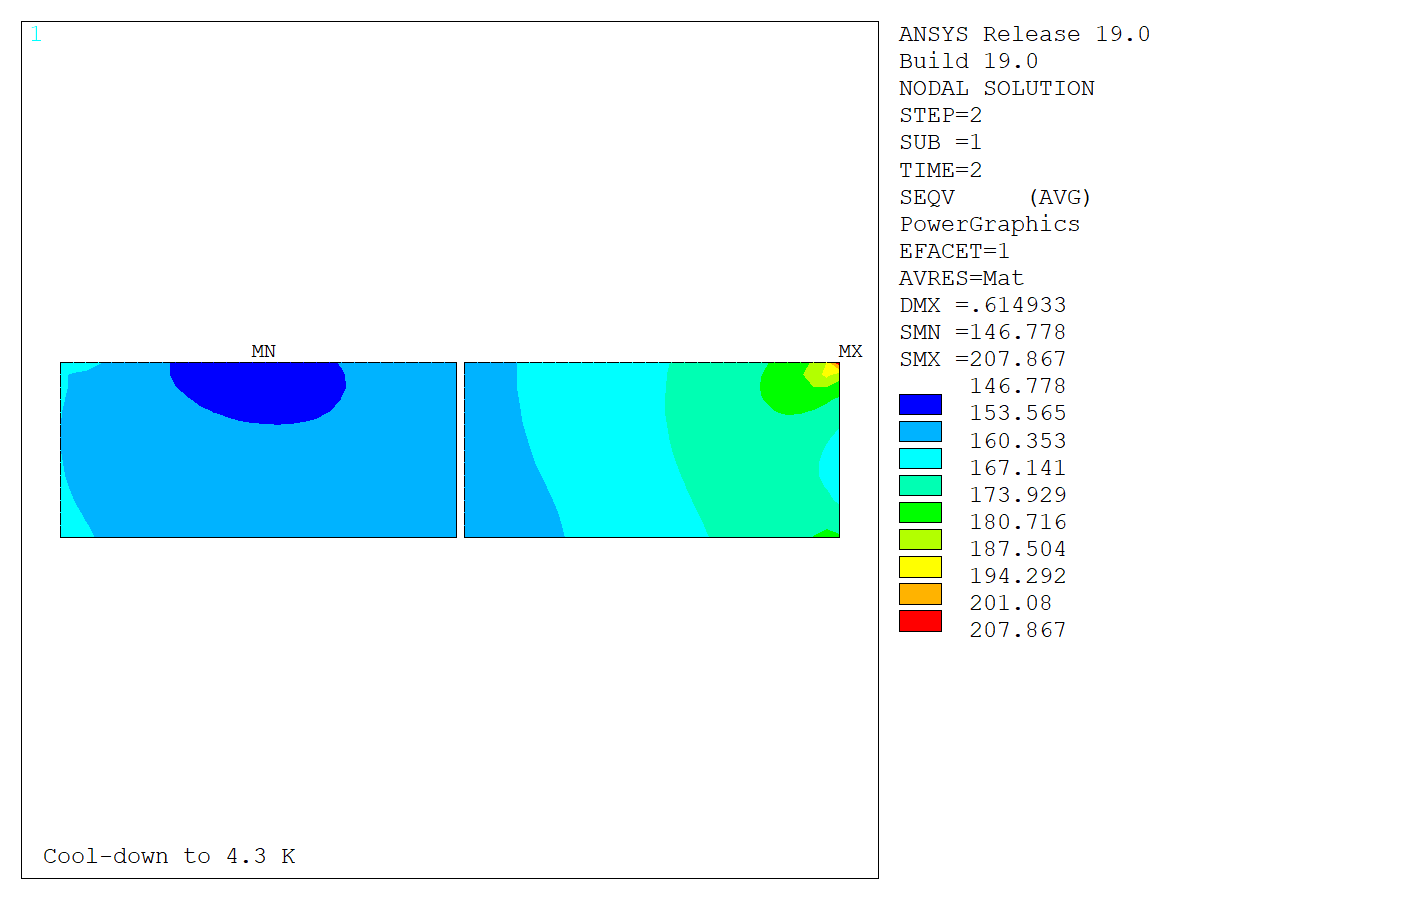 1
ANSYS Release 19.0
Build 19.0
NODAL SOLUTION
STEP=2
SUB =1
TIME=2
SEQV     (AVG)
PowerGraphics
EFACET=1
AVRES=Mat
DMX =.614933
SMN =146.778
SMX =207.867
146.778
153.565
160.353
167.141
173.929
180.716
187.504
194.292
201.08
207.867
MN
MX
Cool-down to 4.3 K